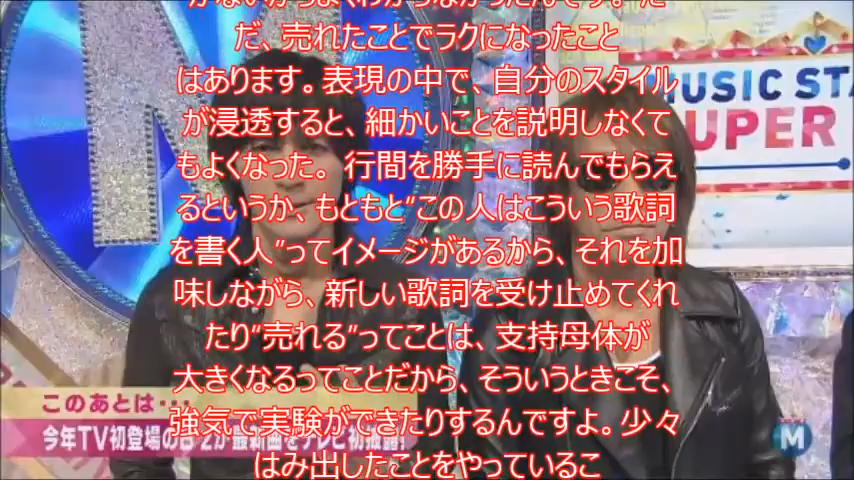 だ、売れたことでラクになったこと
はあります。表現の中で、自分のスタイル
が浸透すると、細かいことを説明しなくて
もよくなった。 行間を勝手に読んでもらえ
るというか、もともと"この人はこういう歌詞
を書く人"ってイメージがあるから、それを加
味しながら、新しい歌詞を受け止めてくれ
たり"売れる"ってことは、支持母体が
大きくなるってことだから、そういうときこそ、
強気で実験ができたりするんですよ。少々
はみ出したことをやっているこ
MUSIC STA
UPER
このあとは・・・
今年TV初登場の
M